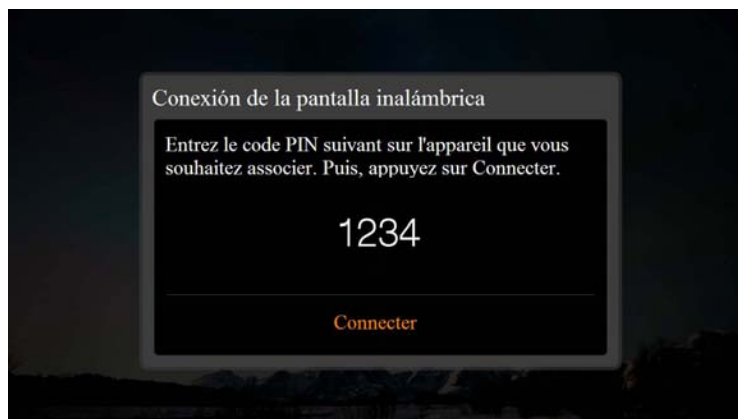 Conexión de la pantalla inalámbrica
Entrez le code PIN suivant sur l'appareil que vous
souhaitez associer. Puis, appuyez sur Connecter.
1234
Connecter